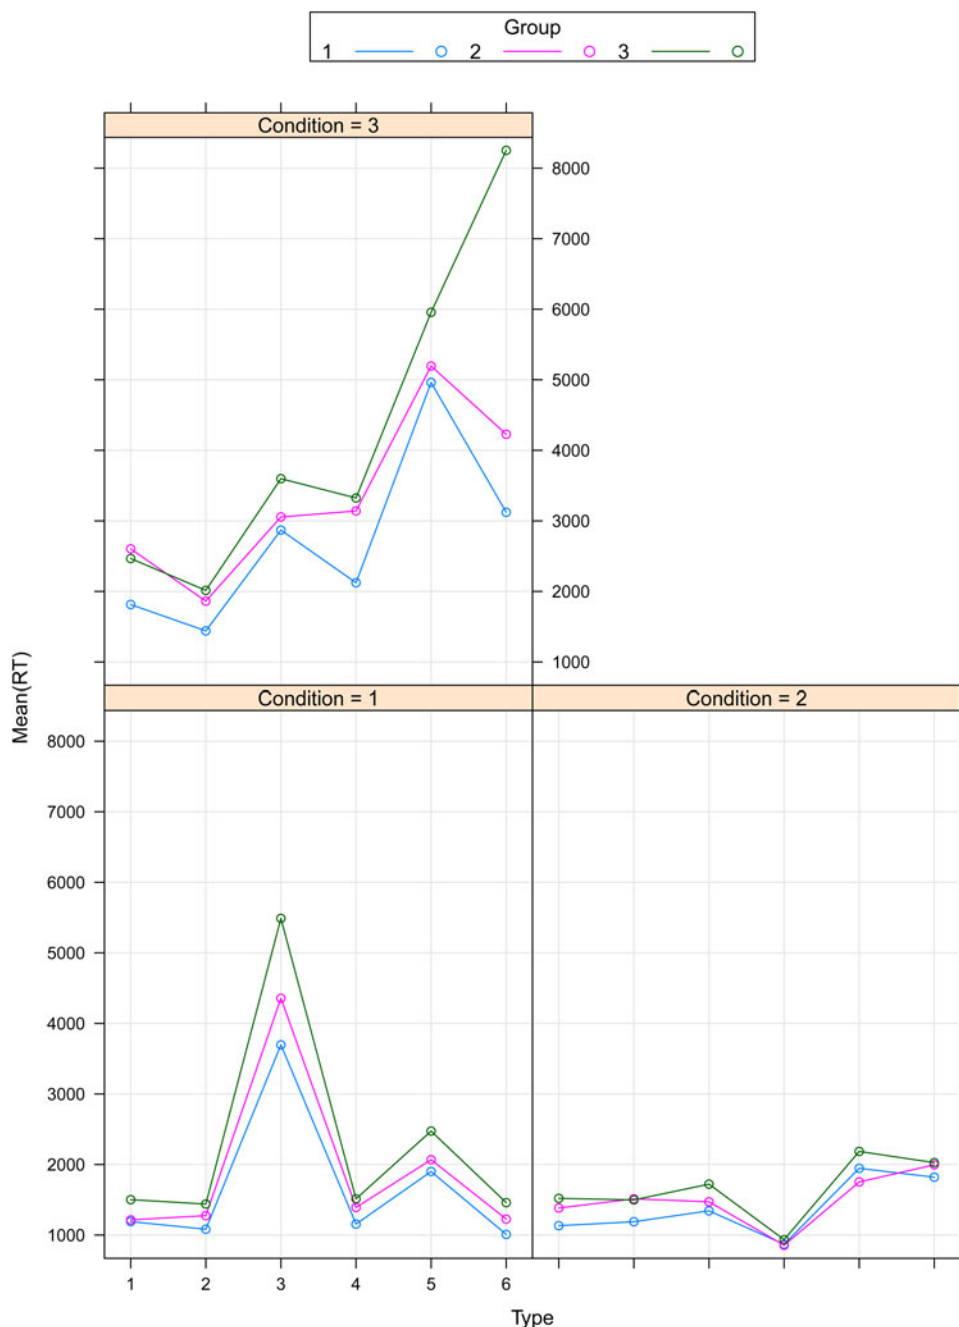 Group
1 2 3
Condition = 3
8000
7000
6000
5000
4000
3000
2000
1000
Mean(RT)
Condition = 1
Condition = 2
8000
7000
6000
5000
4000
3000
2000
1000
1 2 3 4 5 6
Type